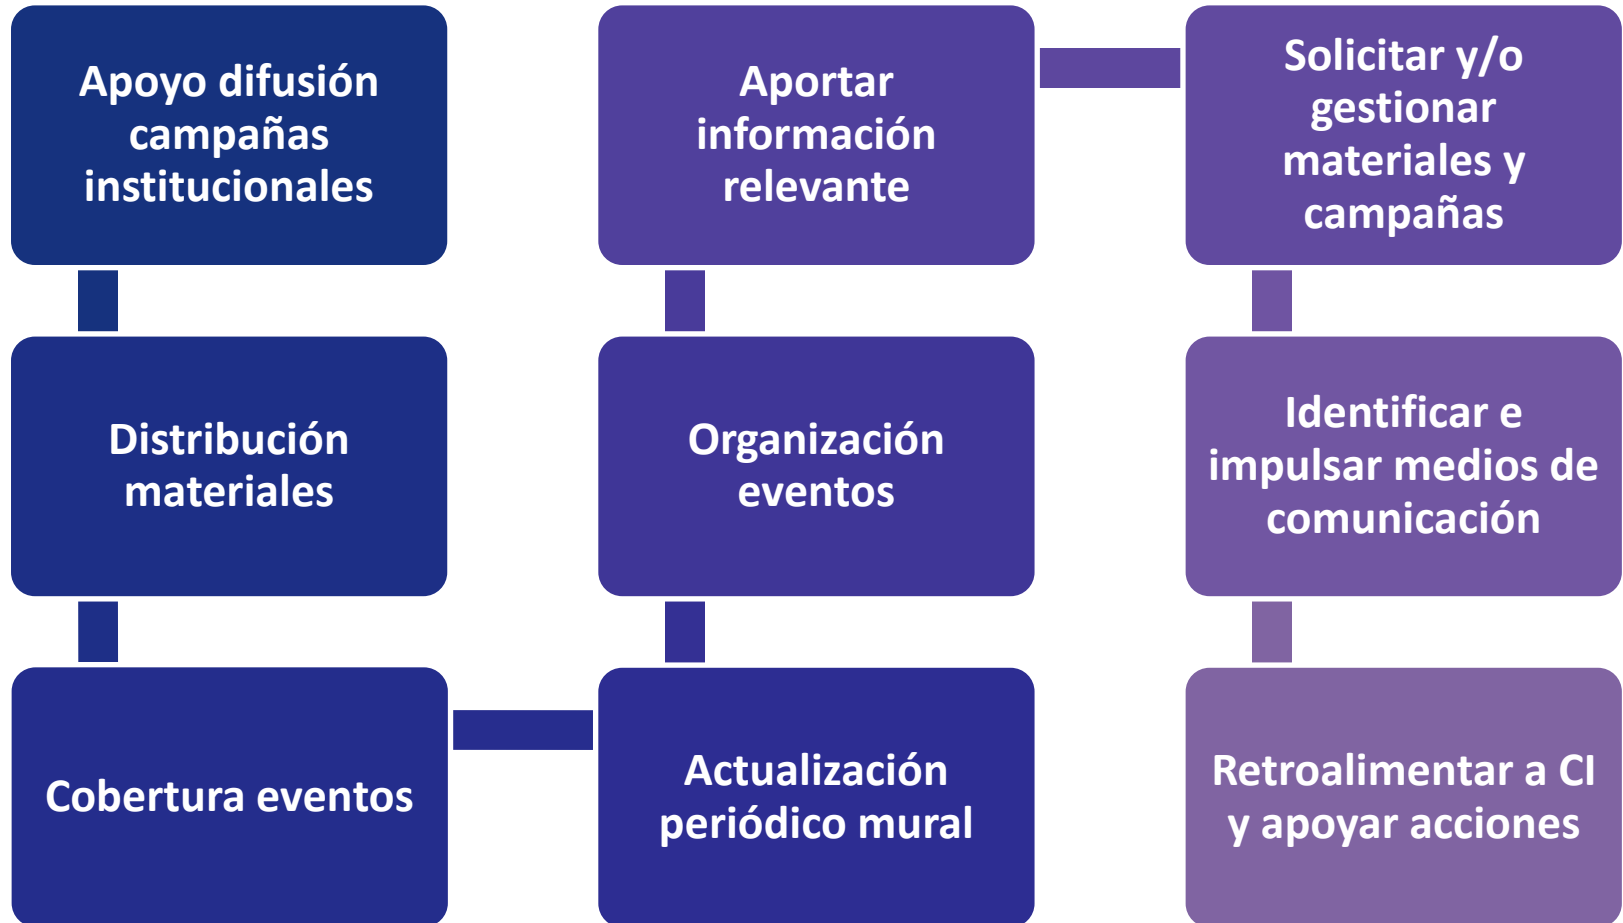 Apoyo difusión
campañas
institucionales
Distribución
materiales
Cobertura eventos
Actualización
periódico mural
Organización
eventos
Aportar
información
relevante
Solicitar y/o
gestionar
materiales y
campañas
Identificar e
impulsar medios de
comunicación
Retroalimentar a CI
y apoyar acciones